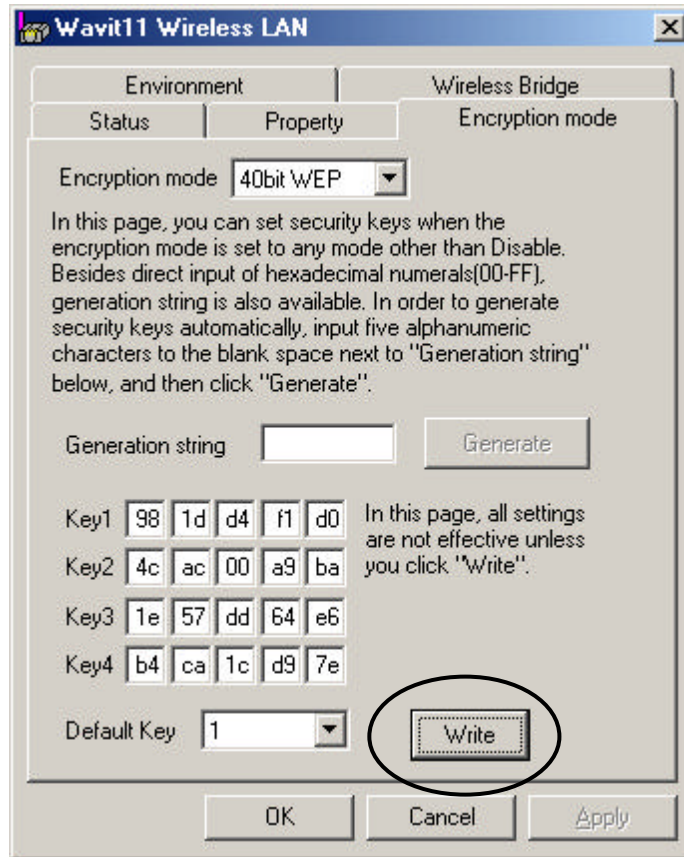 Wavit11 Wireless LAN
Environment Wireless Bridge
Status Property Encryption mode
Encryption mode 40bit WEP
In this page, you can set security keys when the
encryption mode is set to any mode other than Disable.
Besides direct input of hexadecimal numerals(00-FF),
generation string is also available. In order to generate
security keys automatically, input five alphanumeric
characters to the blank space next to "Generation string"
below, and then click "Generate".
Generation string Generate
Key1 98 1d d4 f1 d0
Key2 4c ac 00 a9 ba
Key3 1e 57 dd 64 e6
Key4 b4 ca 1c d9 7e
In this page, all settings
are not effective unless
you click "Write".
Default Key 1 Write
OK Cancel Apply